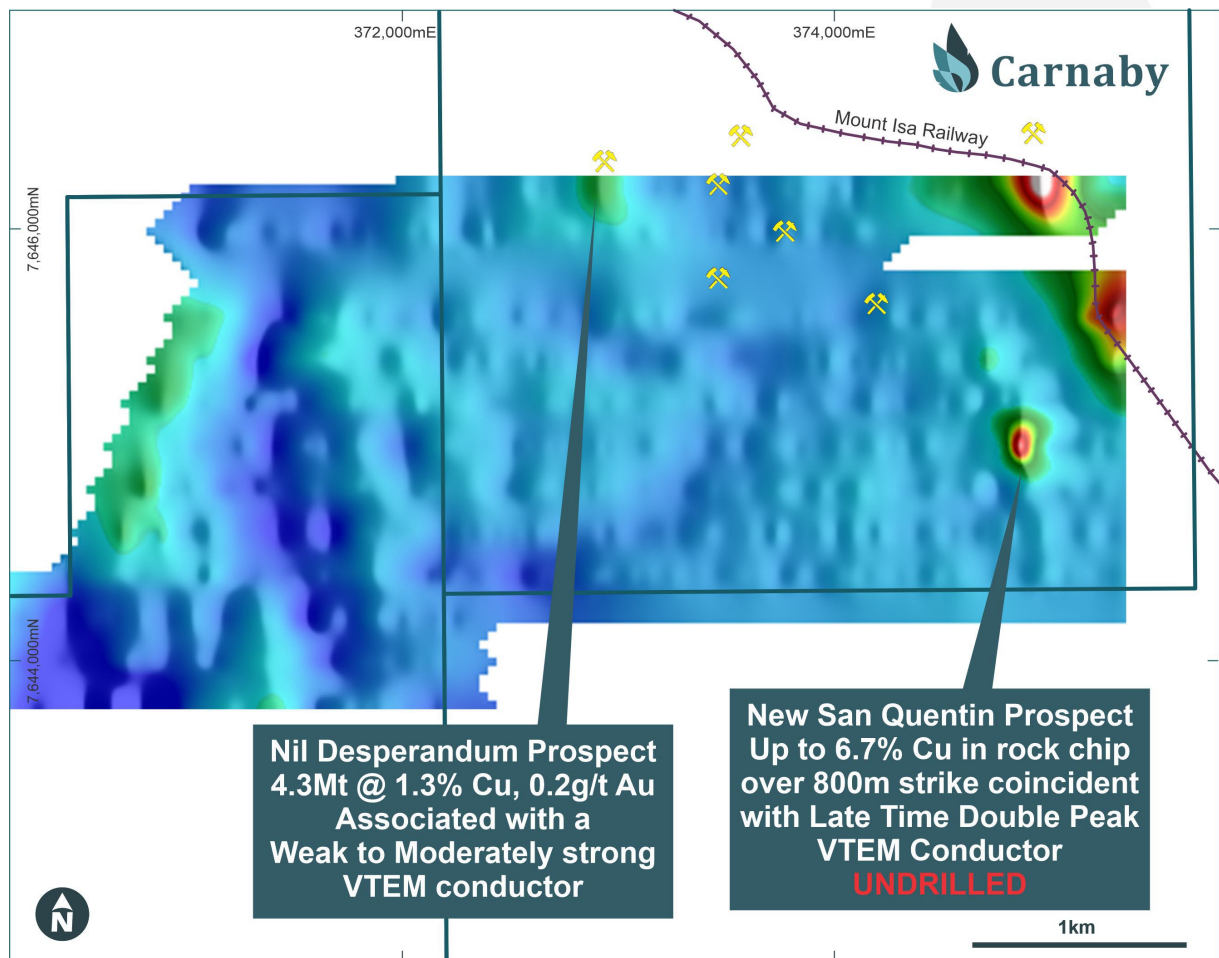 372,000mE
374,000mE
Carnaby
Mount Isa Railway
7,646,000mN
7,644,000mN
Nil Desperandum Prospect
4.3Mt @ 1.3% Cu, 0.2g/t Au
Associated with a
Weak to Moderately strong
VTEM conductor
New San Quentin Prospect
Up to 6.7% Cu in rock chip
over 800m strike coincident
with Late Time Double Peak
VTEM Conductor
UNDRILLED
N
1km